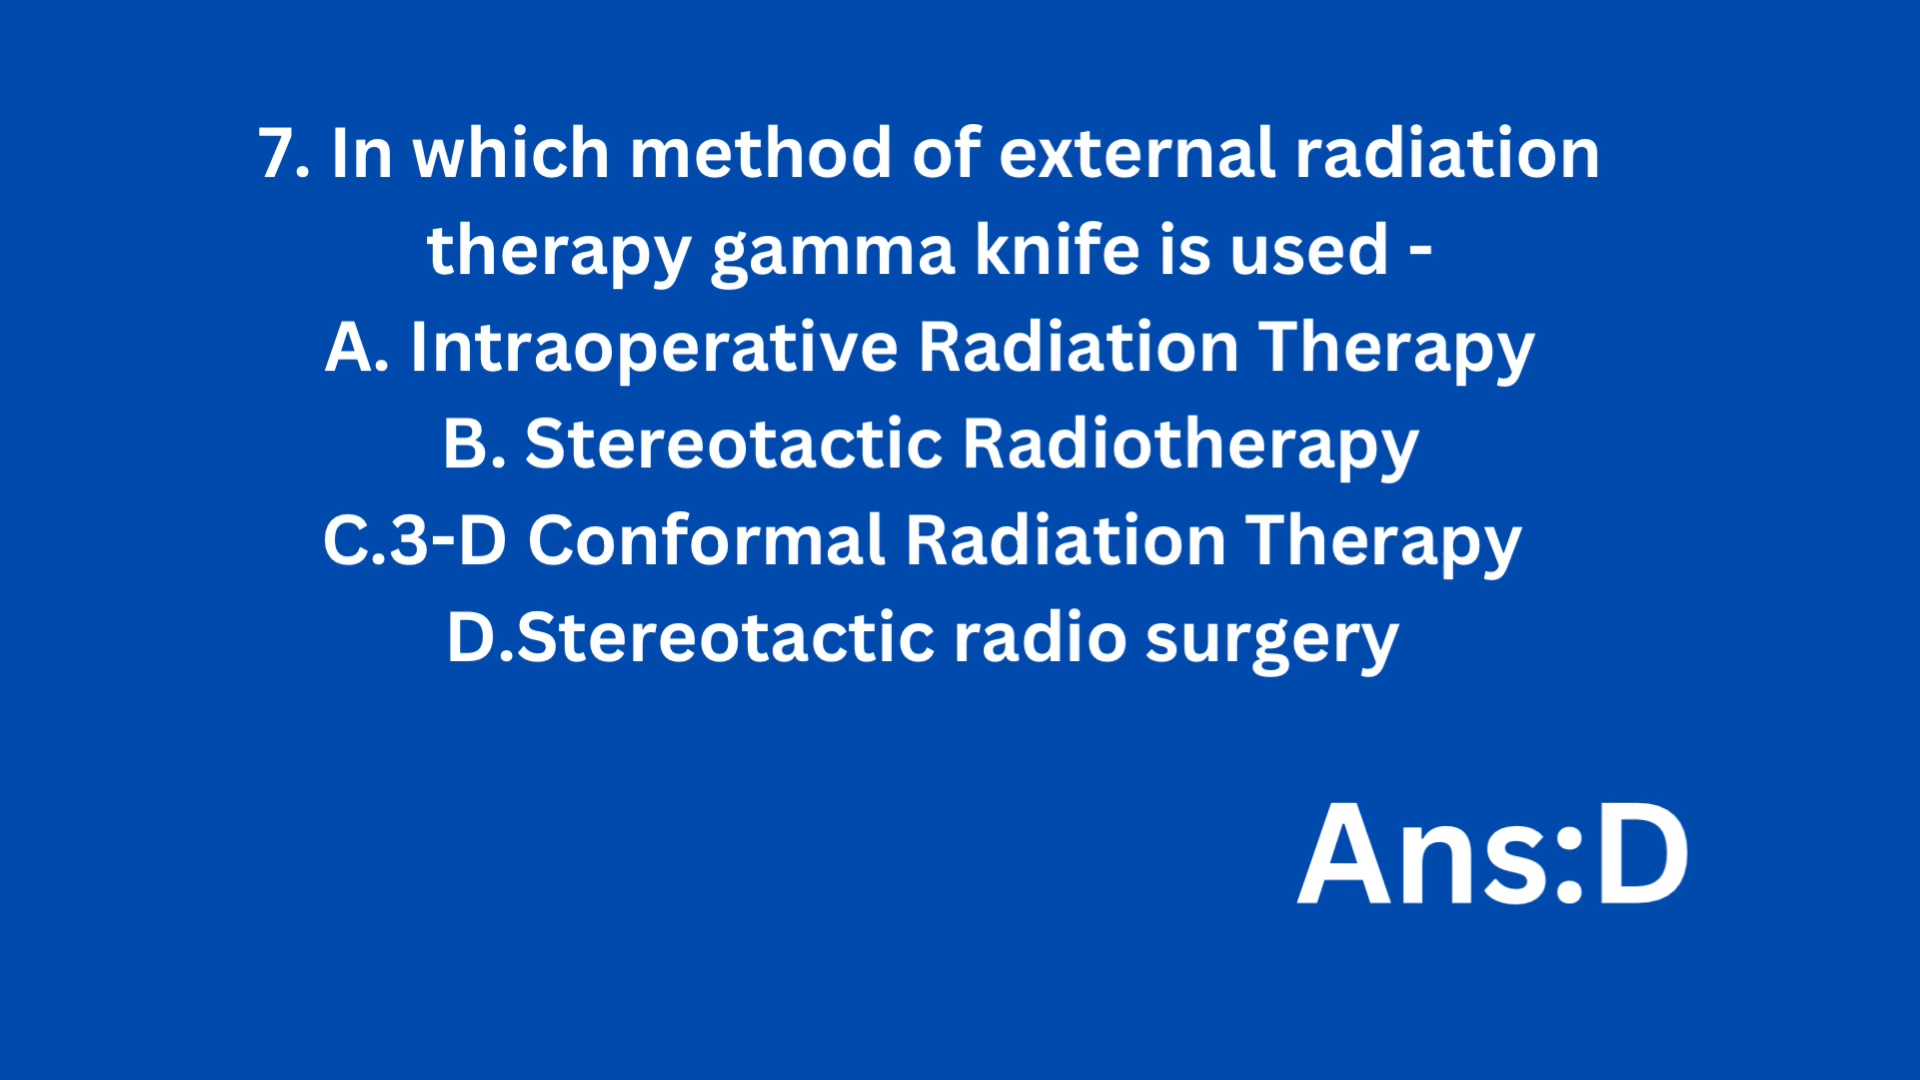 7. In which method of external radiation
therapy gamma knife is used -
A. Intraoperative Radiation Therapy
B. Stereotactic Radiotherapy
C.3-D Conformal Radiation Therapy
D.Stereotactic radio surgery
Ans:D